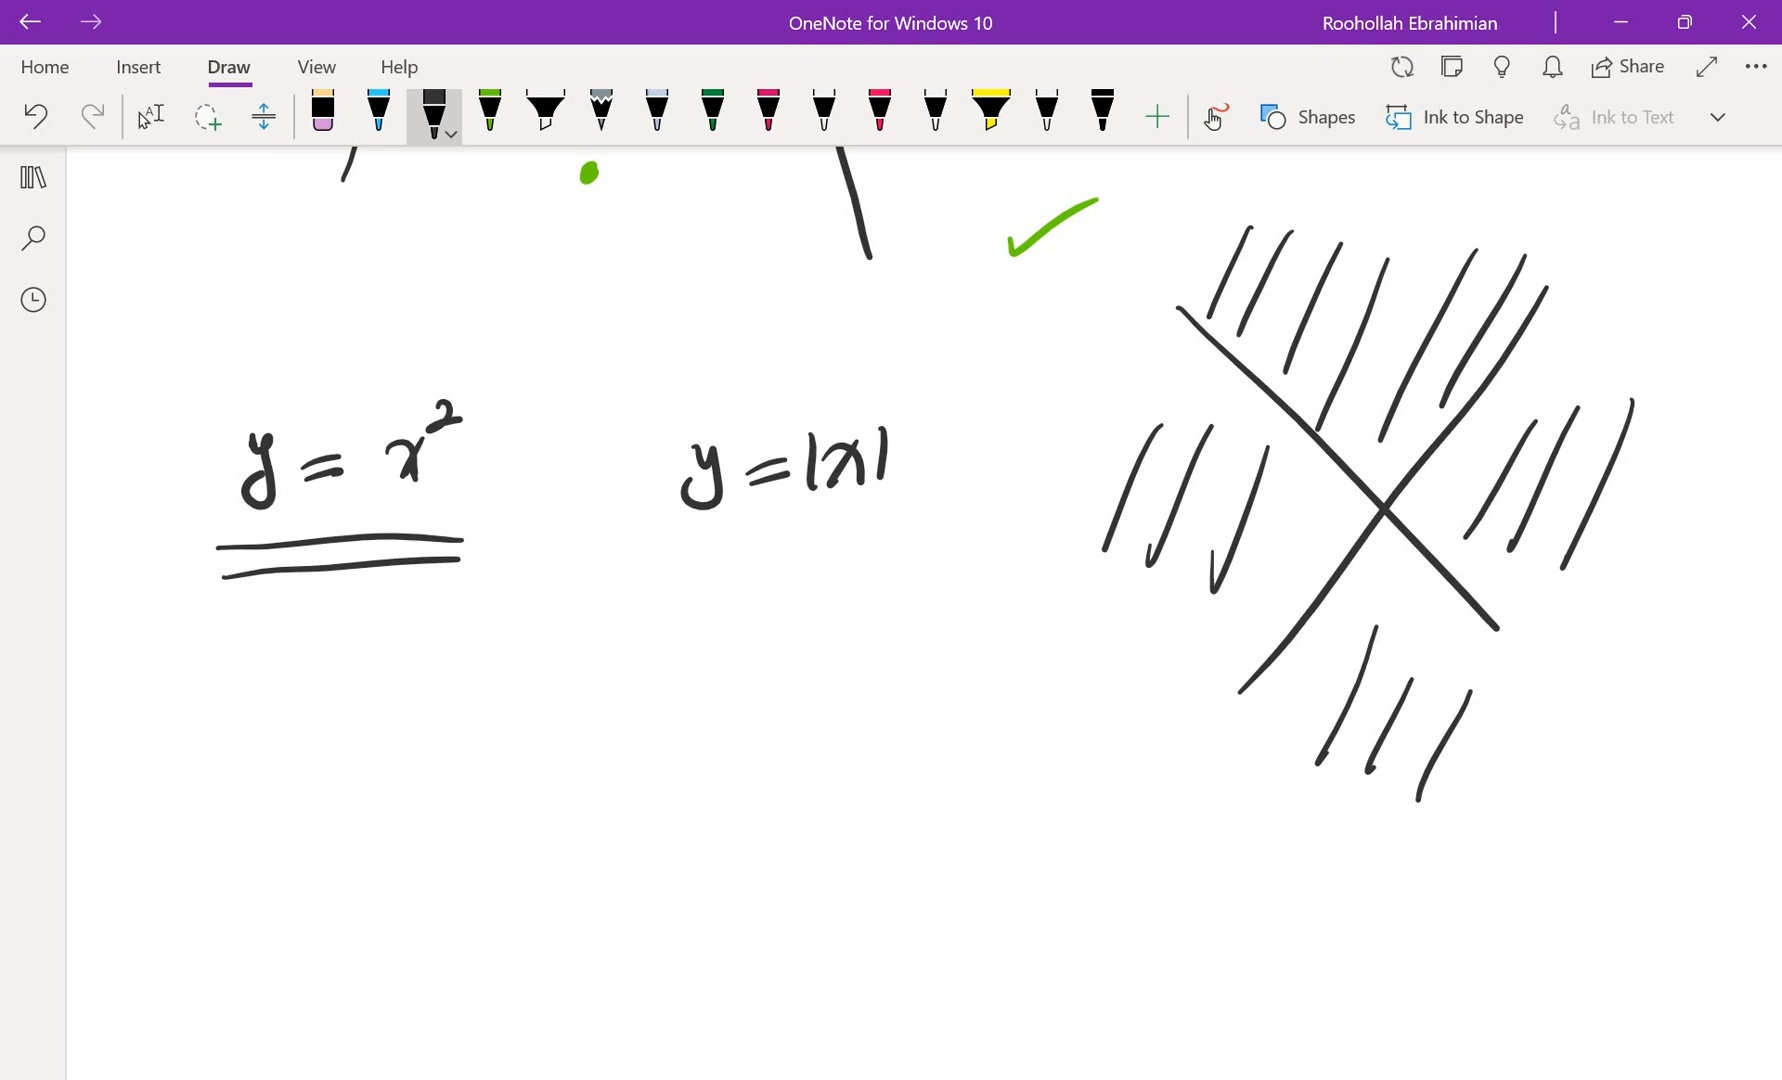 OneNote for Windows 10
Roohollah Ebrahimian
Home Insert Draw View Help
Share
Shapes
Ink to Shape
Ink to Text
y = x²
y = |x|